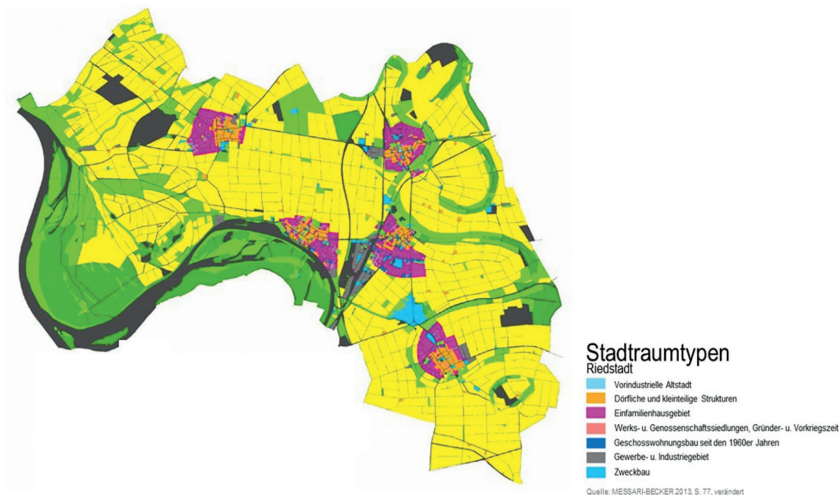 Stadtraumtypen
Riedstadt
Vorindustrielle Altstadt
Dörfliche und kleinteilige Strukturen
Einfamilienhausgebiet
Werks- u. Genossenschaftssiedlungen, Gründer- u. Vorkriegszeit
Geschosswohnungsbau seit den 1960er Jahren
Gewerbe- u. Industriegebiet
Zweckbau
Quelle: MESSARI-BECKER 2013, S. 77, verändert